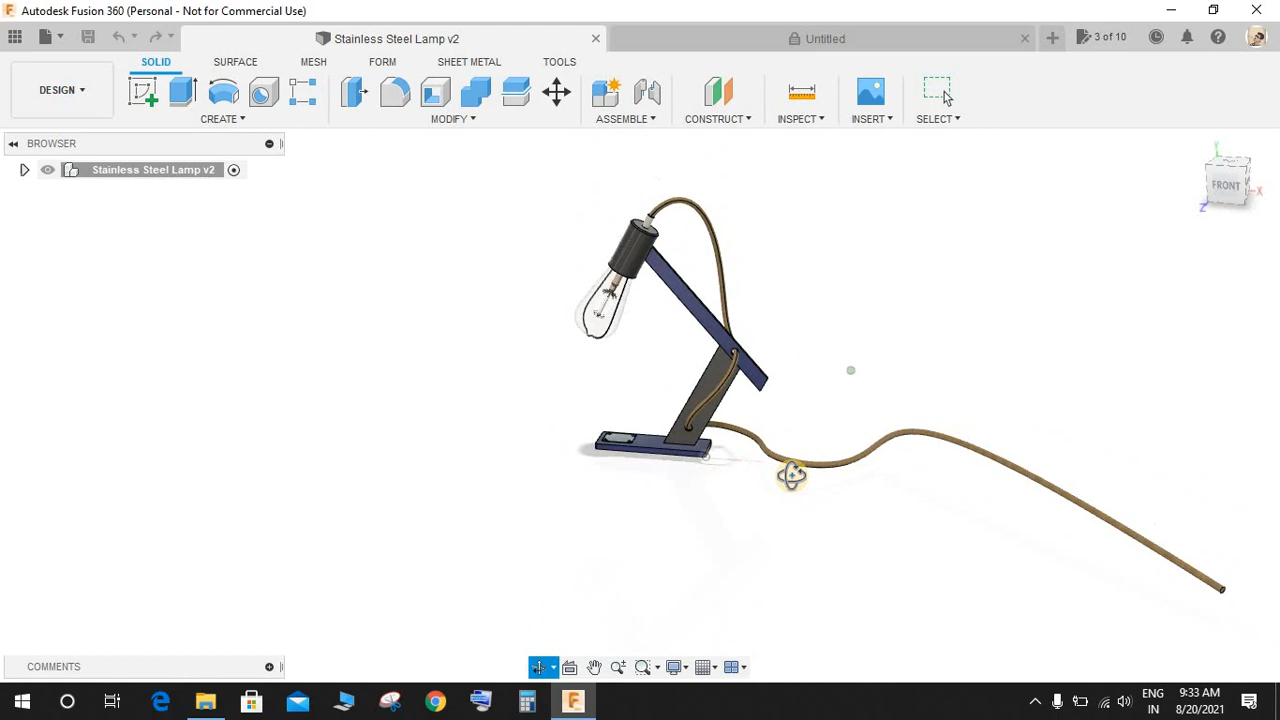 Autodesk Fusion 360 (Personal - Not for Commercial Use)
Stainless Steel Lamp v2
Untitled
3 of 10
SOLID SURFACE MESH FORM SHEET METAL TOOLS
DESIGN
CREATE MODIFY ASSEMBLE CONSTRUCT INSPECT INSERT SELECT
BROWSER
Stainless Steel Lamp v2
Y
FRONT
X
Z
COMMENTS
ENG
IN
9:33 AM
8/20/2021